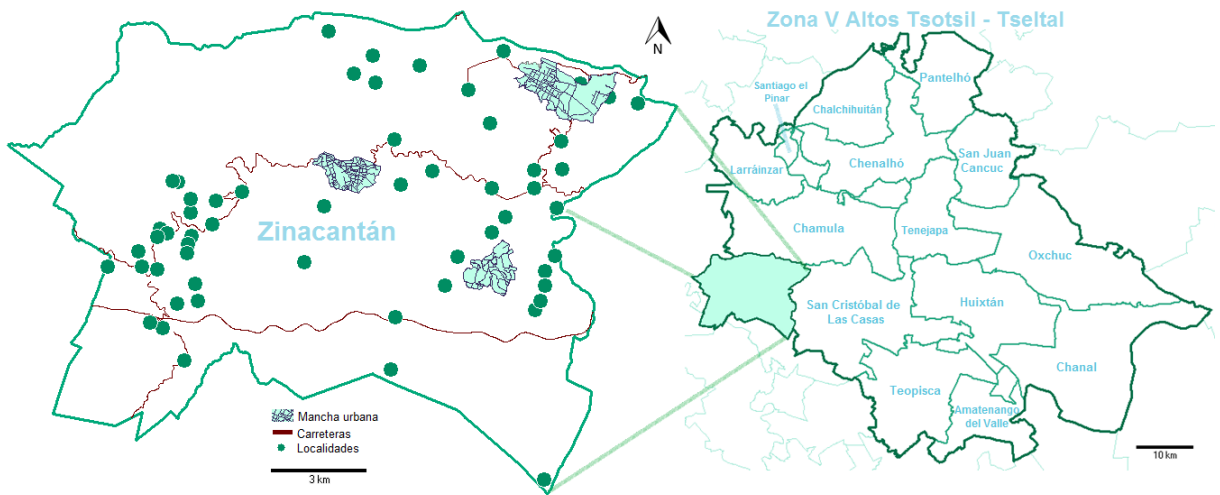 Zona V Altos Tsotsil - Tseltal
N
Pantelhó
Santiago el
Pinar
Chalchihuitán
Larráinzar
Chenalhó
San Juan
Cancuc
Chamula
Tenejapa
Oxchuc
Zinacantán
San Cristóbal de
Las Casas
Huixtán
Chanal
Teopisca
Amatenango
del Valle
Mancha urbana
Carreteras
Localidades
3 km
10 km